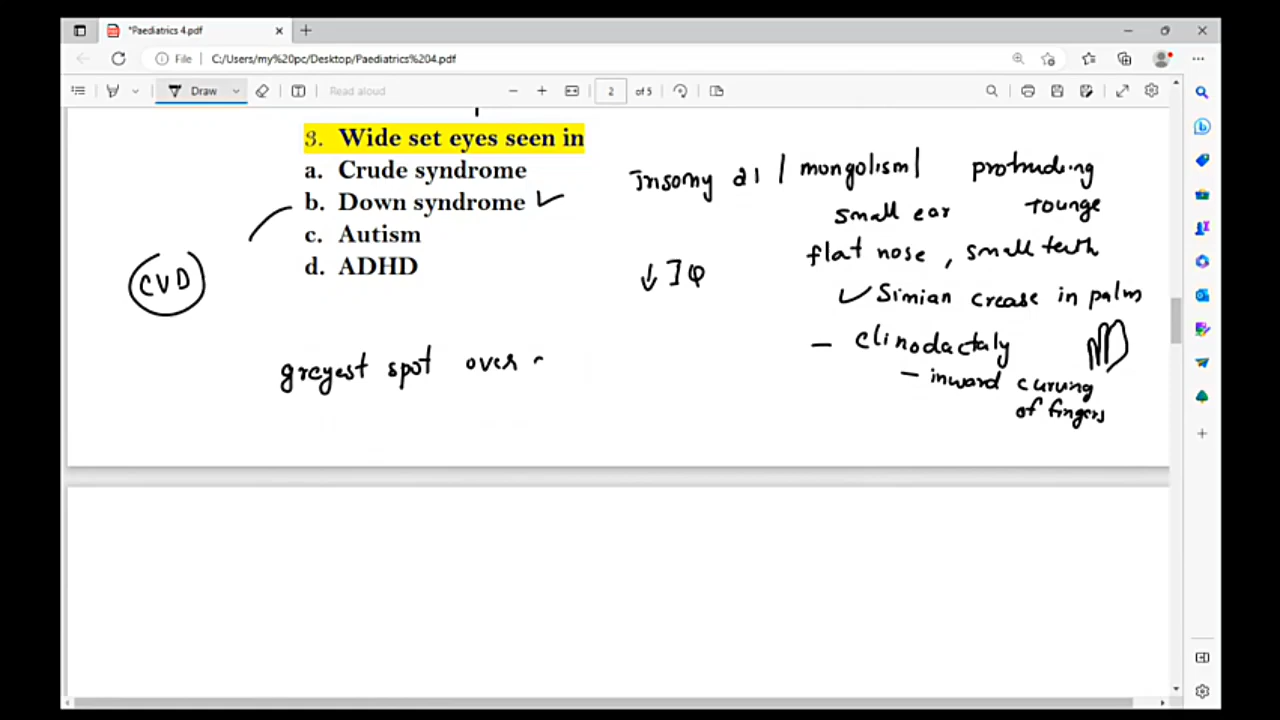 *Paediatrics 4.pdf
File C:/Users/my%20pc/Desktop/Paediatrics%204.pdf
Draw Read aloud 2 of 5
3. Wide set eyes seen in
a. Crude syndrome
b. Down syndrome
c. Autism
d. ADHD
CVD
Trisomy 21 / mongolism / protruding
tounge
small ear
flat nose, small teeth
↓ IQ
Simian crease in palm
- clinodactaly
- inward curving
of fingers
greyest spot over